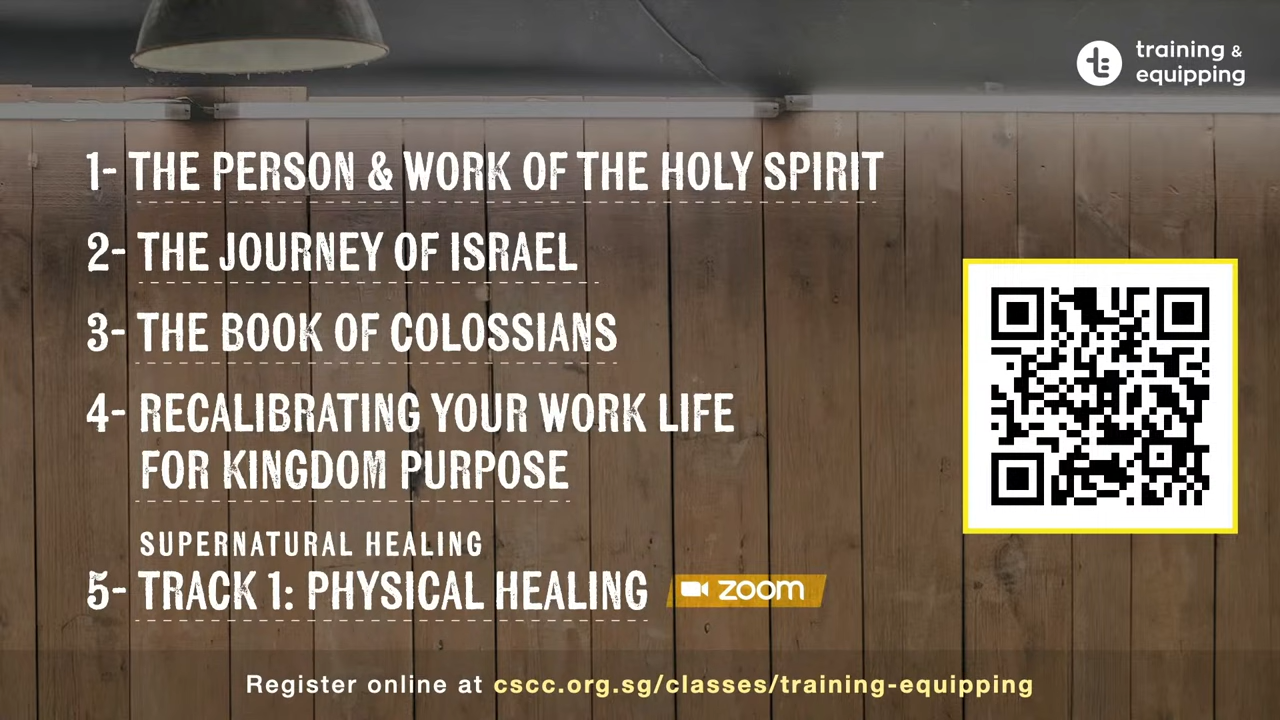 training &
equipping
1- THE PERSON & WORK OF THE HOLY SPIRIT
2- THE JOURNEY OF ISRAEL
3- THE BOOK OF COLOSSIANS
4- RECALIBRATING YOUR WORK LIFE
FOR KINGDOM PURPOSE
SUPERNATURAL HEALING
5- TRACK 1: PHYSICAL HEALING zoom
Register online at cscc.org.sg/classes/training-equipping